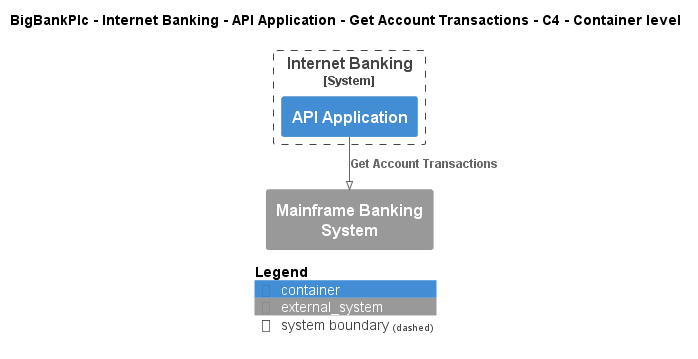 BigBankPlc - Internet Banking - API Application - Get Account Transactions - C4 - Container level
Internet Banking
[System]
API Application
Get Account Transactions
Mainframe Banking
System
Legend
container
external_system
system boundary (dashed)